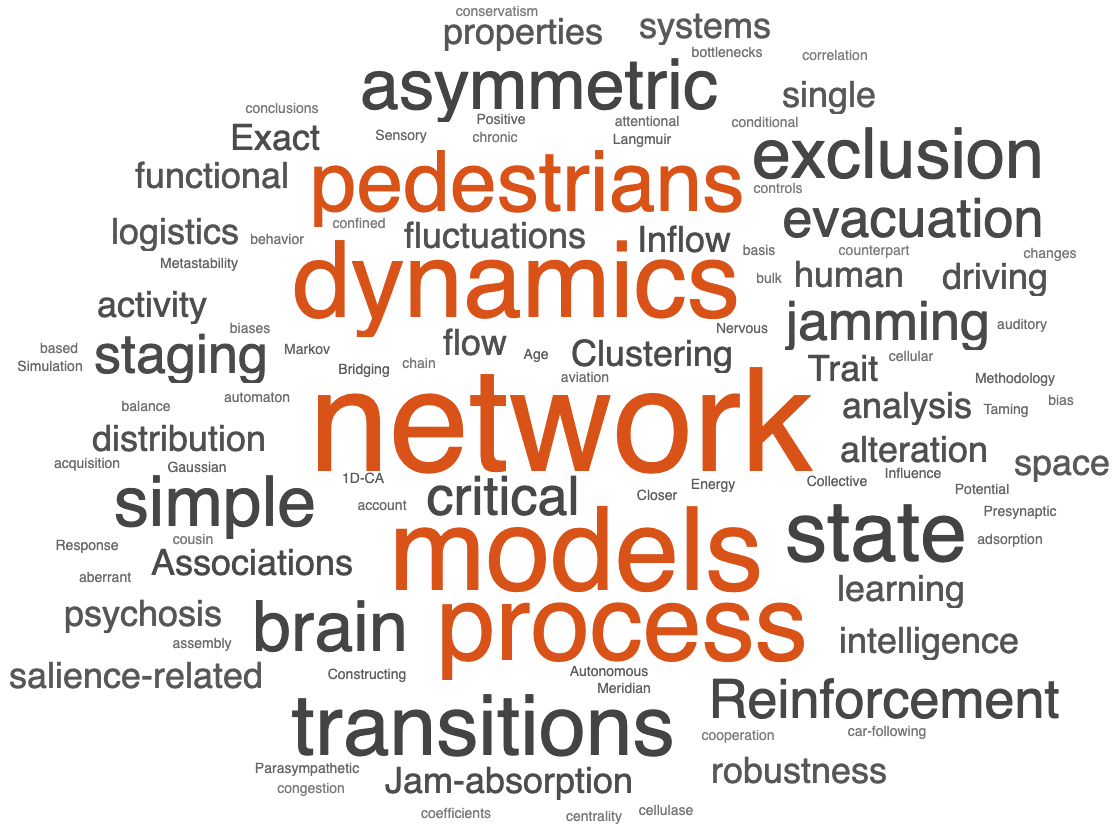 conservatism
properties systems
bottlenecks correlation
asymmetric single
conclusions Positive attentional conditional
Exact Sensory chronic Langmuir
exclusion
functional pedestrians controls
logistics behavior confined fluctuations Inflow evacuation
Metastability basis counterpart changes
dynamics bulk human driving
activity
biases Nervous jamming auditory
based staging Markov flow Age Clustering
Simulation Bridging chain aviation Trait cellular
Methodology
balance automaton network analysis Taming bias
distribution alteration
acquisition Gaussian space
1D-CA Energy Collective Influence
simple account critical Closer Potential
Presynaptic
Response cousin models state adsorption
aberrant Associations learning
psychosis brain process intelligence
assembly
salience-related Constructing Autonomous
Meridian Reinforcement
transitions cooperation car-following
Parasympathetic Jam-absorption robustness
congestion
coefficients centrality cellulase